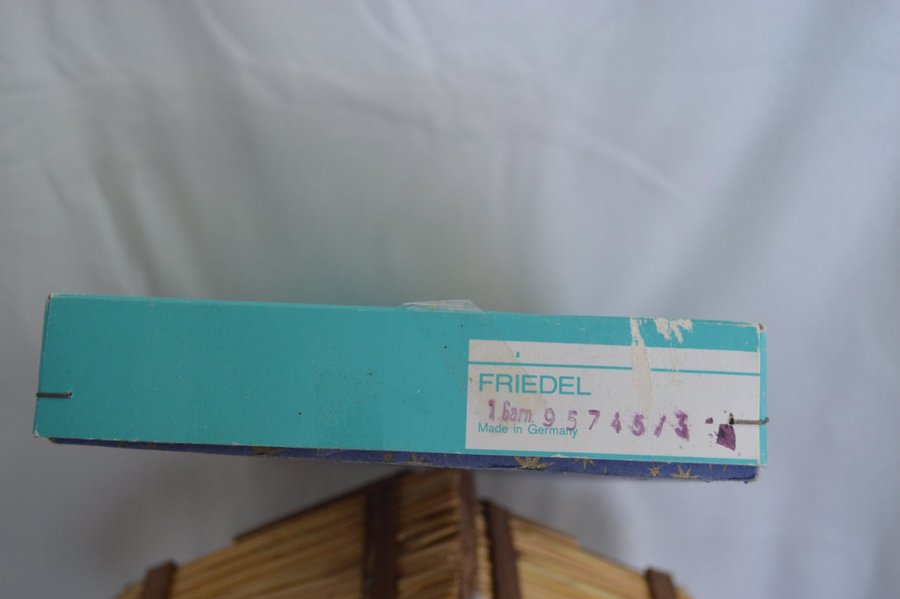 FRIEDEL
1 Garn. 95745/3
Made in Germany